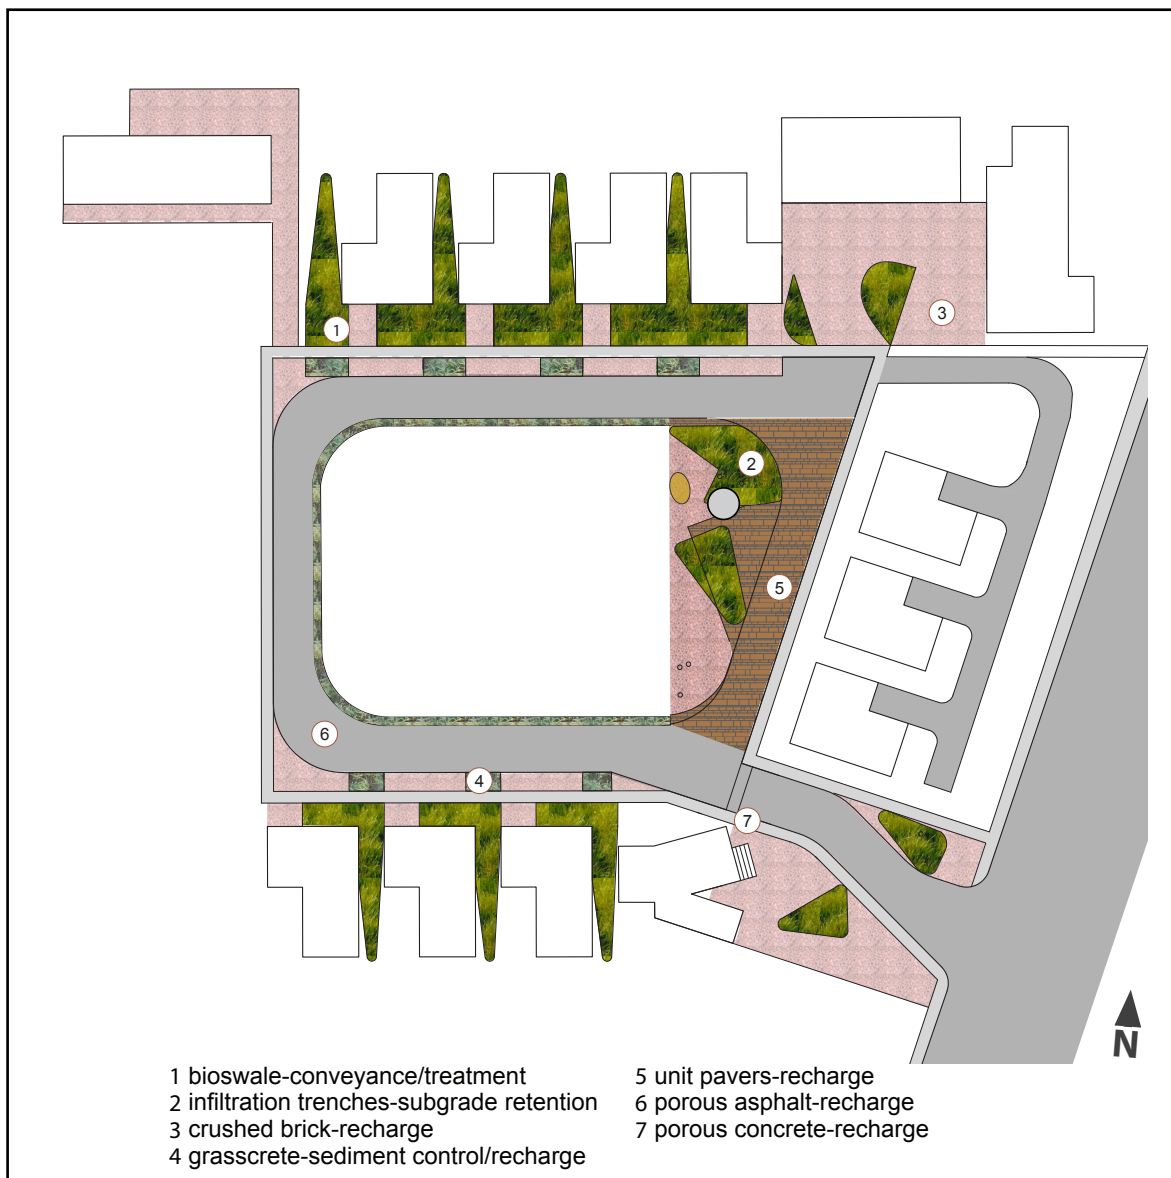 1
3
2
5
6
4
7
N
1 bioswale-conveyance/treatment
2 infiltration trenches-subgrade retention
3 crushed brick-recharge
4 grasscrete-sediment control/recharge
5 unit pavers-recharge
6 porous asphalt-recharge
7 porous concrete-recharge